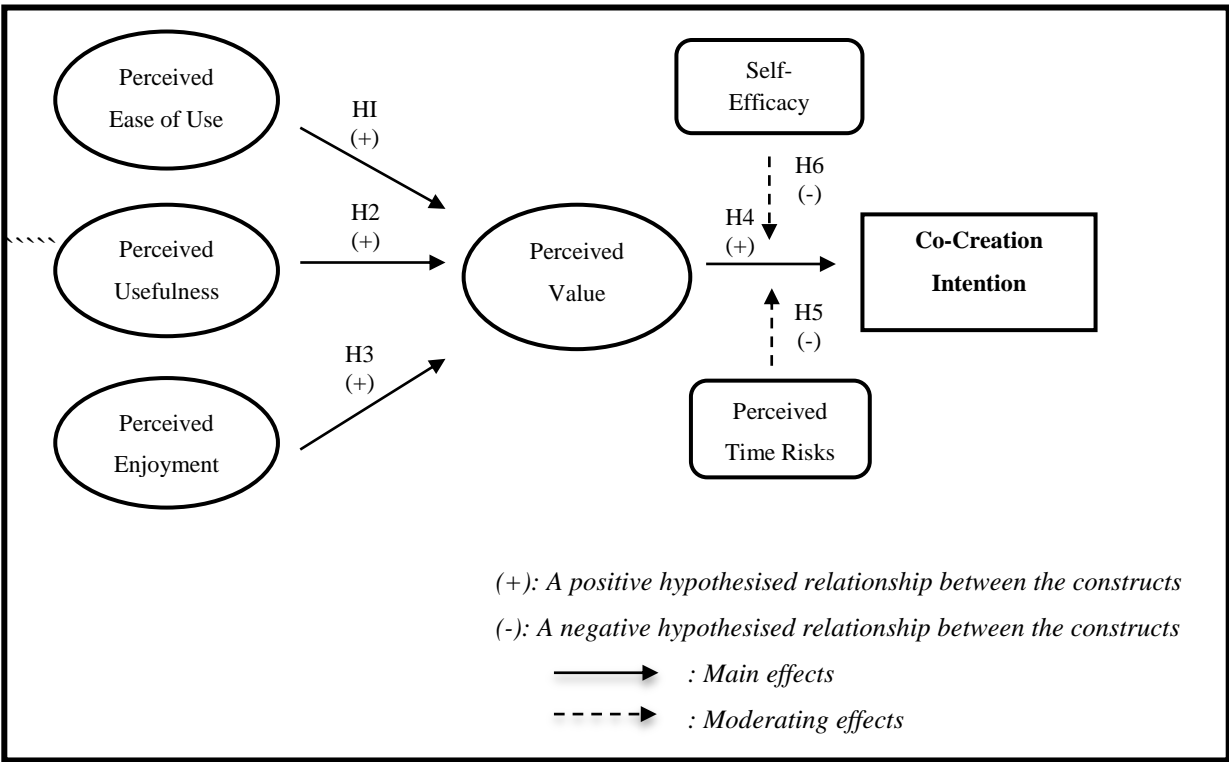 Perceived
Ease of Use
HI
(+)
Self-
Efficacy
H6
(-)
Perceived
Usefulness
H2
(+)
Perceived
Value
H4
(+)
Co-Creation
Intention
H5
(-)
Perceived
Enjoyment
H3
(+)
Perceived
Time Risks
(+): A positive hypothesised relationship between the constructs
(-): A negative hypothesised relationship between the constructs
: Main effects
: Moderating effects